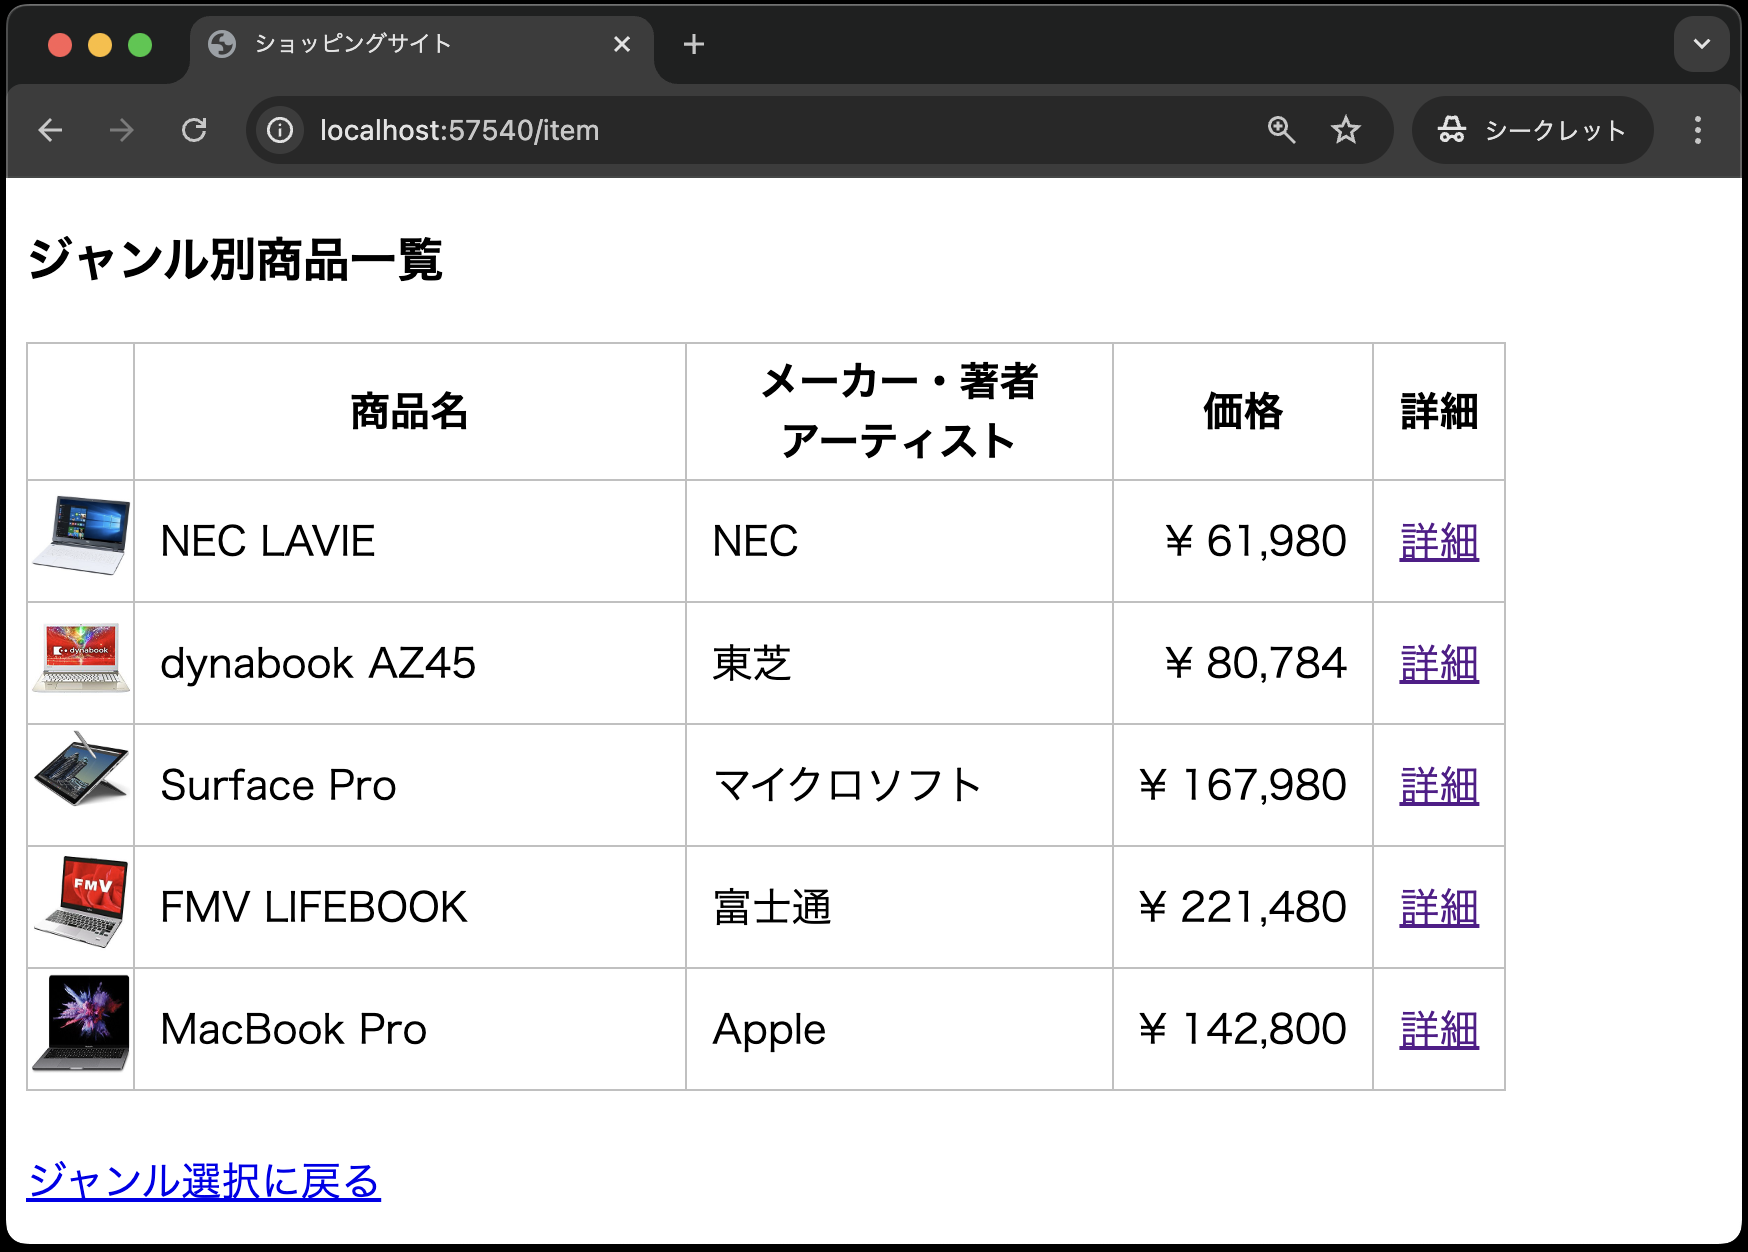 ショッピングサイト
localhost:57540/item
シークレット
ジャンル別商品一覧
商品名
メーカー・著者
アーティスト
価格
詳細
NEC LAVIE
NEC
¥ 61,980
詳細
dynabook
dynabook AZ45
東芝
¥ 80,784
詳細
Surface Pro
マイクロソフト
¥ 167,980
詳細
FMV
FMV LIFEBOOK
富士通
¥ 221,480
詳細
MacBook Pro
Apple
¥ 142,800
詳細
ジャンル選択に戻る